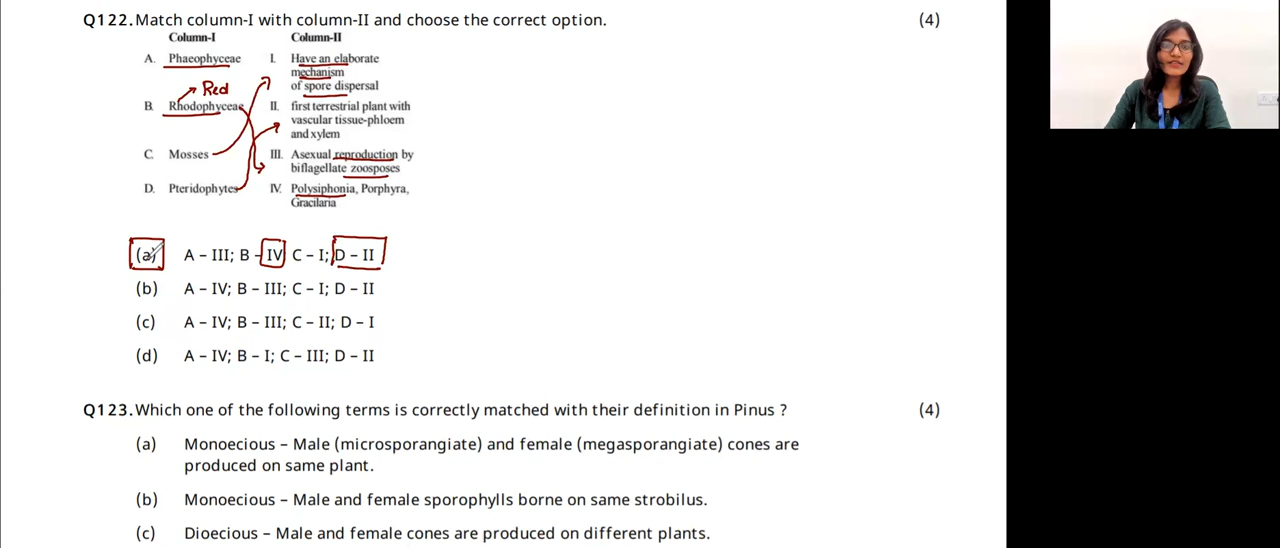 Q122. Match column-I with column-II and choose the correct option. (4)
Column-I Column-II
A. Phaeophyceae I. Have an elaborate
mechanism
of spore dispersal
Red
B. Rhodophyceae II. first terrestrial plant with
vascular tissue-phloem
and xylem
C. Mosses III. Asexual reproduction by
biflagellate zoospores
D. Pteridophytes IV. Polysiphonia, Porphyra,
Gracilaria
(a) A – III; B – IV C – I; D – II
(b) A – IV; B – III; C – I; D – II
(c) A – IV; B – III; C – II; D – I
(d) A – IV; B – I; C – III; D – II
Q123. Which one of the following terms is correctly matched with their definition in Pinus ? (4)
(a) Monoecious – Male (microsporangiate) and female (megasporangiate) cones are
produced on same plant.
(b) Monoecious – Male and female sporophylls borne on same strobilus.
(c) Dioecious – Male and female cones are produced on different plants.